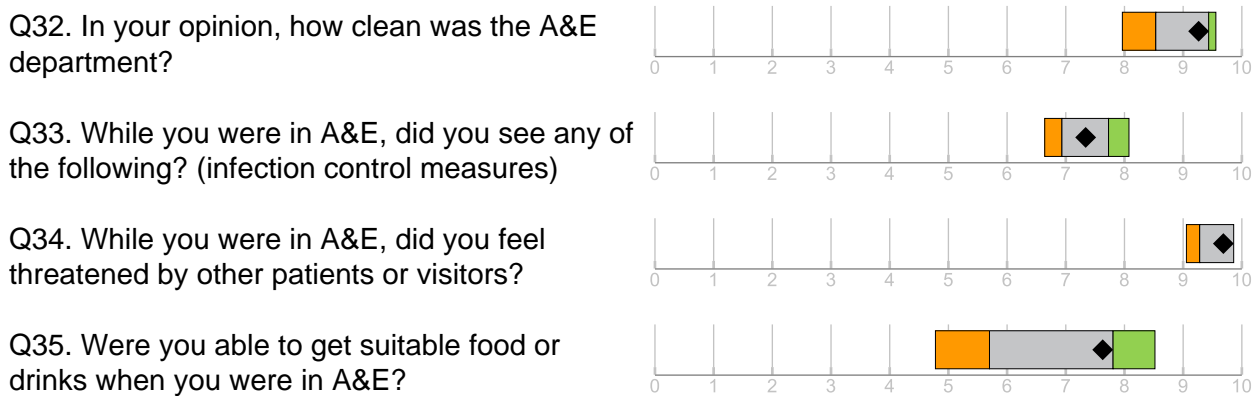 Q32. In your opinion, how clean was the A&E
department?
0 1 2 3 4 5 6 7 8 9 10
Q33. While you were in A&E, did you see any of
the following? (infection control measures)
0 1 2 3 4 5 6 7 8 9 10
Q34. While you were in A&E, did you feel
threatened by other patients or visitors?
0 1 2 3 4 5 6 7 8 9 10
Q35. Were you able to get suitable food or
drinks when you were in A&E?
0 1 2 3 4 5 6 7 8 9 10